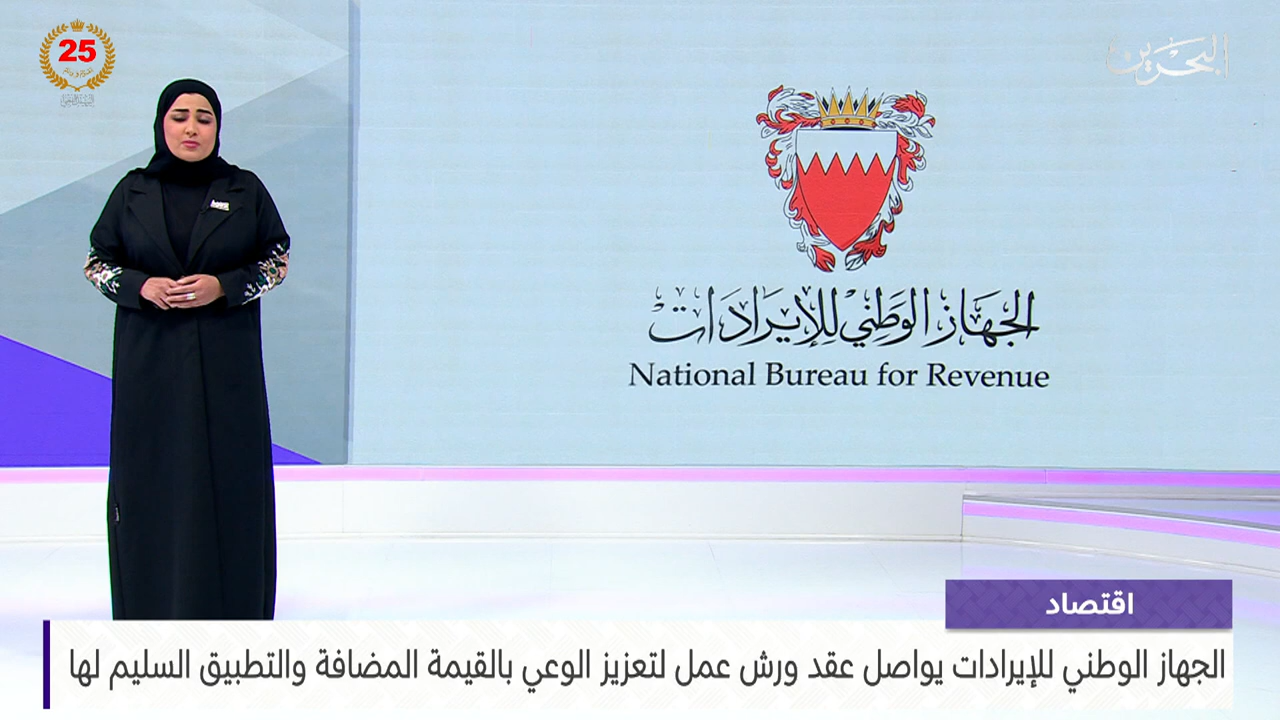 25
البحرين
الجهاز الوطني للإيرادات
National Bureau for Revenue
اقتصاد
الجهاز الوطني للإيرادات يواصل عقد ورش عمل لتعزيز الوعي بالقيمة المضافة والتطبيق السليم لها